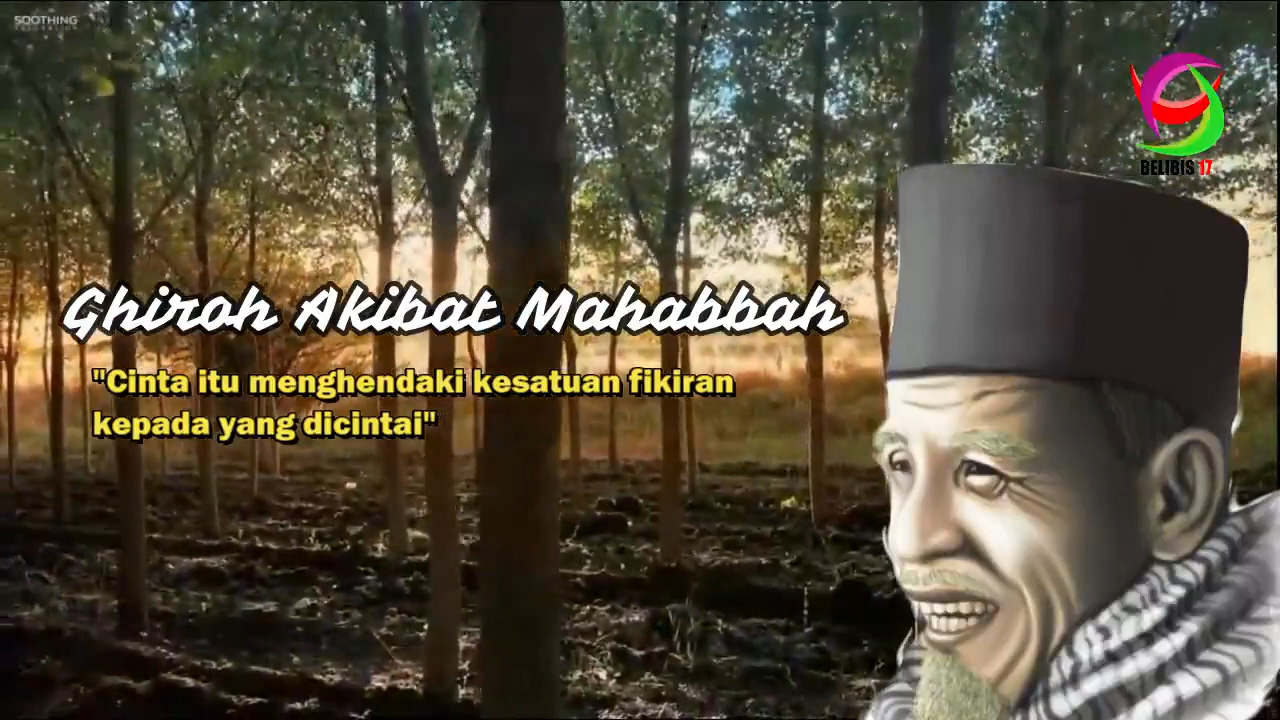 SOOTHING
BELIBIS 17
Ghiroh Akibat Mahabbah
"Cinta itu menghendaki kesatuan fikiran
kepada yang dicintai"